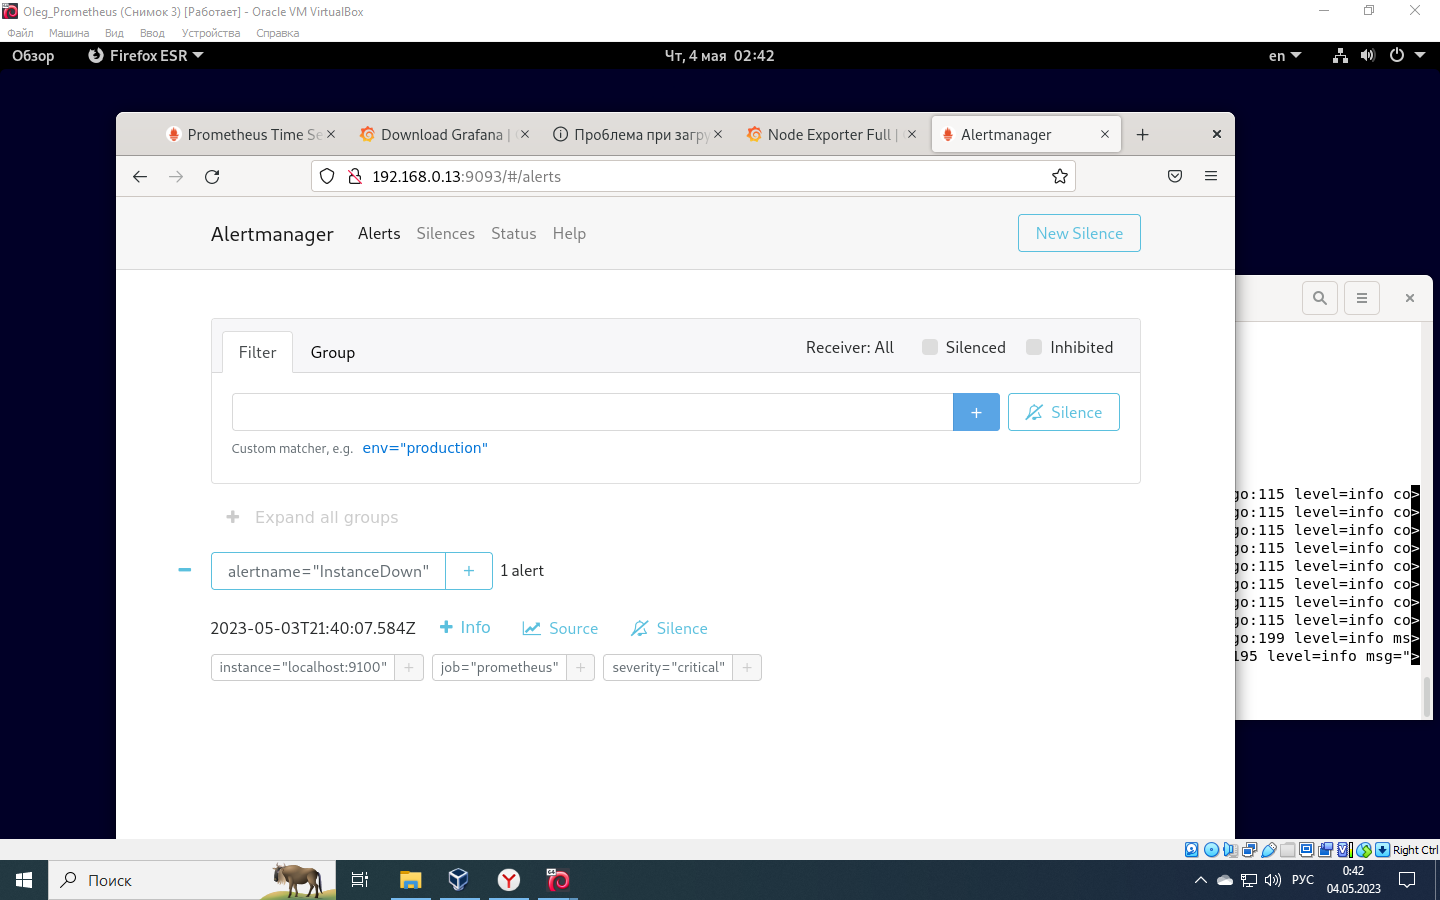 Oleg_Prometheus (Снимок 3) [Работает] - Oracle VM VirtualBox
Файл Машина Вид Ввод Устройства Справка
Обзор Firefox ESR Чт, 4 мая 02:42 en
Prometheus Time Se Download Grafana | Проблема при загру Node Exporter Full | Alertmanager
192.168.0.13:9093/#/alerts
Alertmanager Alerts Silences Status Help New Silence
Filter Group Receiver: All Silenced Inhibited
+ Silence
Custom matcher, e.g. env="production"
+ Expand all groups
alertname="InstanceDown" + 1 alert
2023-05-03T21:40:07.584Z + Info Source Silence
instance="localhost:9100" + job="prometheus" + severity="critical" +
go:115 level=info co>
go:115 level=info co>
go:115 level=info co>
go:115 level=info co>
go:115 level=info co>
go:115 level=info co>
go:115 level=info co>
go:115 level=info co>
go:199 level=info ms>
195 level=info msg=">
Right Ctrl
Поиск
РУС
0:42
04.05.2023